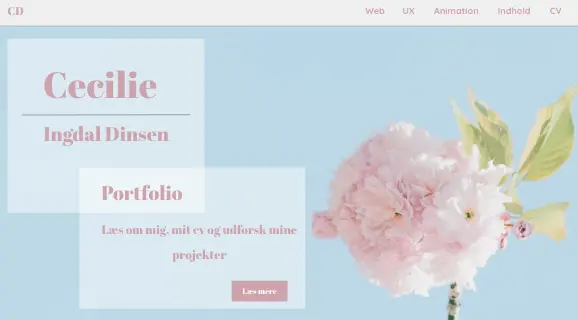 CD
Web UX Animation Indhold CV
Cecilie
Ingdal Dinsen
Portfolio
Læs om mig, mit cv og udforsk mine
projekter
Læs mere